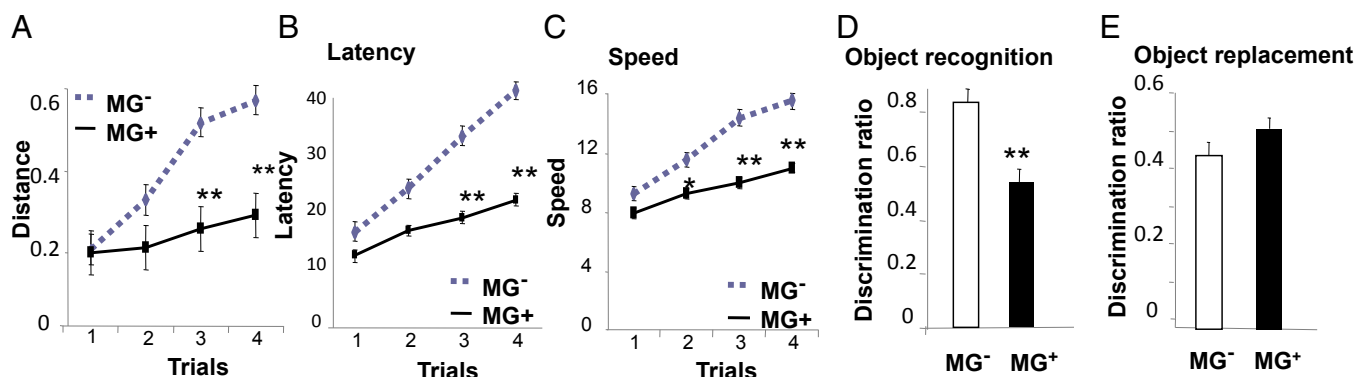 A
Distance
0.6
0.4
0.2
0
MG-
MG+
**
**
1 2 3 4
Trials
B
Latency
Latency
40
30
20
10
0
**
**
MG-
MG+
1 2 3 4
Trials
C
Speed
Speed
16
12
8
4
0
*
**
**
MG-
MG+
1 2 3 4
Trials
D
Object recognition
Discrimination ratio
0.8
0.6
0.4
0.2
0
**
MG- MG+
E
Object replacement
Discrimination ratio
0.6
0.4
0.2
0
MG- MG+